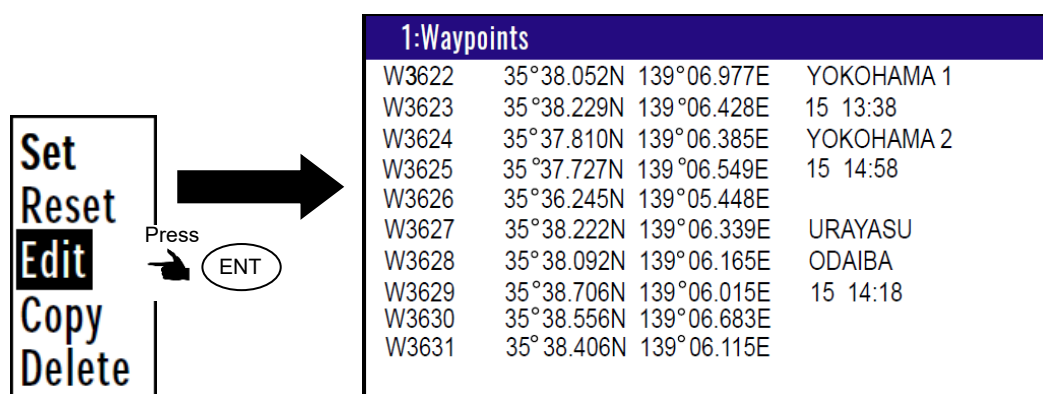 Set
Reset
Edit
Copy
Delete
Press
ENT
1:Waypoints
W3622 35°38.052N 139°06.977E YOKOHAMA 1
W3623 35°38.229N 139°06.428E 15 13:38
W3624 35°37.810N 139°06.385E YOKOHAMA 2
W3625 35°37.727N 139°06.549E 15 14:58
W3626 35°36.245N 139°05.448E
W3627 35°38.222N 139°06.339E URAYASU
W3628 35°38.092N 139°06.165E ODAIBA
W3629 35°38.706N 139°06.015E 15 14:18
W3630 35°38.556N 139°06.683E
W3631 35°38.406N 139°06.115E